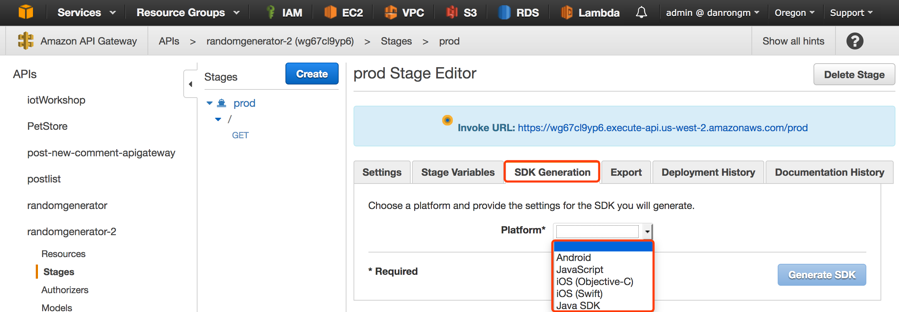 Services Resource Groups IAM EC2 VPC S3 RDS Lambda admin @ danrongm Oregon Support
Amazon API Gateway APIs > randomgenerator-2 (wg67cl9yp6) > Stages > prod Show all hints ?
APIs
iotWorkshop
PetStore
post-new-comment-apigateway
postlist
randomgenerator
randomgenerator-2
Resources
Stages
Authorizers
Models
Stages Create
prod
/
GET
prod Stage Editor Delete Stage
Invoke URL: https://wg67cl9yp6.execute-api.us-west-2.amazonaws.com/prod
Settings Stage Variables SDK Generation Export Deployment History Documentation History
Choose a platform and provide the settings for the SDK you will generate.
Platform*
Android
JavaScript
iOS (Objective-C)
iOS (Swift)
Java SDK
* Required Generate SDK